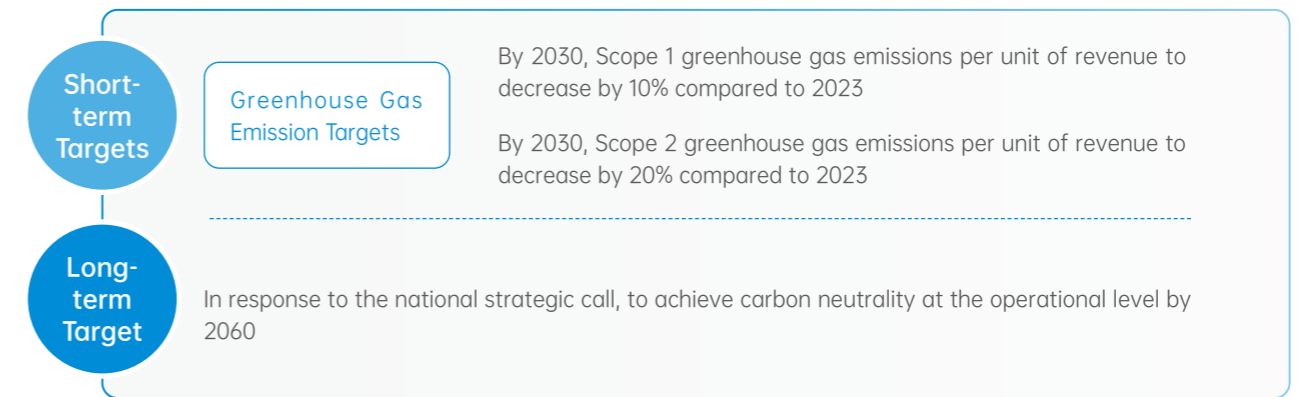 Short-
term
Targets
Greenhouse Gas
Emission Targets
By 2030, Scope 1 greenhouse gas emissions per unit of revenue to
decrease by 10% compared to 2023
By 2030, Scope 2 greenhouse gas emissions per unit of revenue to
decrease by 20% compared to 2023
Long-
term
Target
In response to the national strategic call, to achieve carbon neutrality at the operational level by
2060